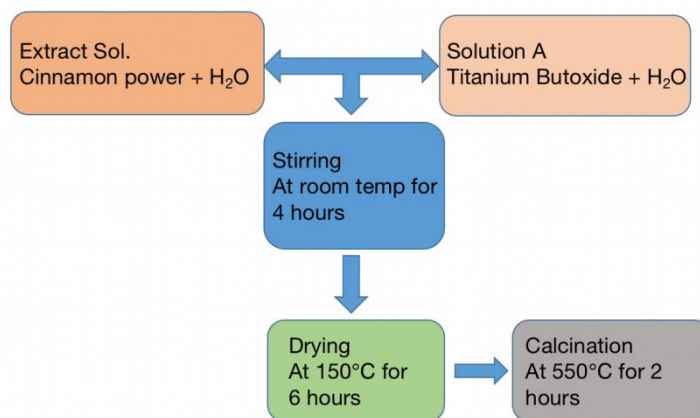 Extract Sol.
Cinnamon power + H₂O
Solution A
Titanium Butoxide + H₂O
Stirring
At room temp for
4 hours
Drying
At 150°C for
6 hours
Calcination
At 550°C for 2
hours